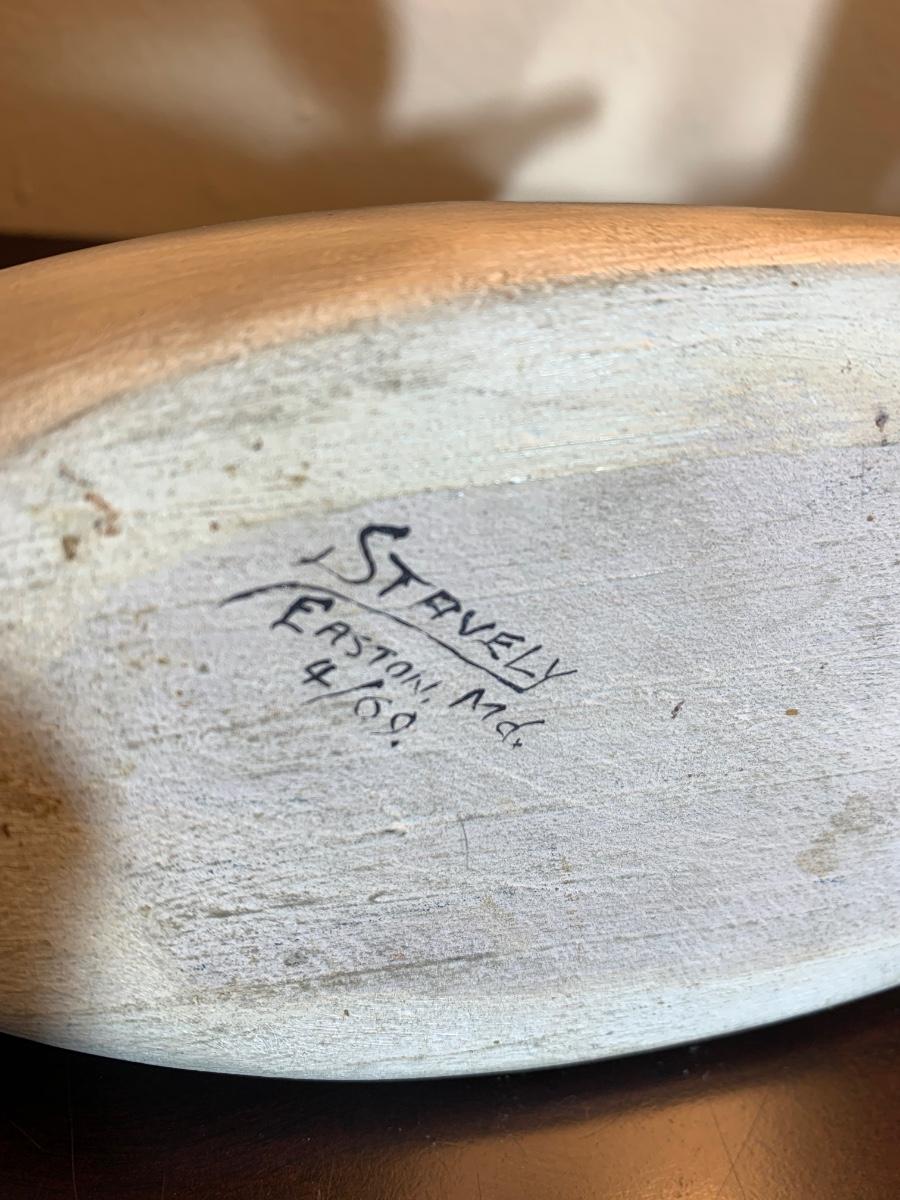 STAVELY
EASTON, Md.
4/69.